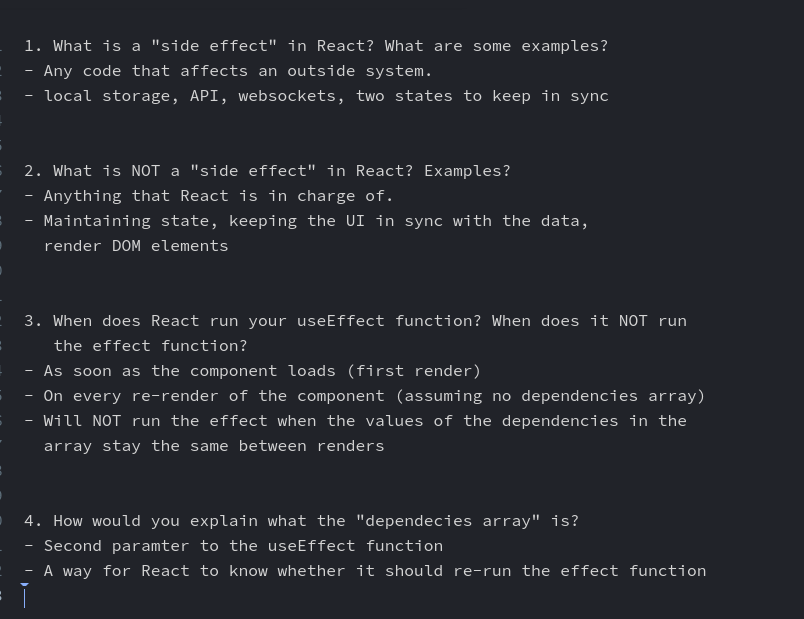 1. What is a "side effect" in React? What are some examples?
- Any code that affects an outside system.
- local storage, API, websockets, two states to keep in sync
2. What is NOT a "side effect" in React? Examples?
- Anything that React is in charge of.
- Maintaining state, keeping the UI in sync with the data,
render DOM elements
3. When does React run your useEffect function? When does it NOT run
the effect function?
- As soon as the component loads (first render)
- On every re-render of the component (assuming no dependencies array)
- Will NOT run the effect when the values of the dependencies in the
array stay the same between renders
4. How would you explain what the "dependecies array" is?
- Second paramter to the useEffect function
- A way for React to know whether it should re-run the effect function